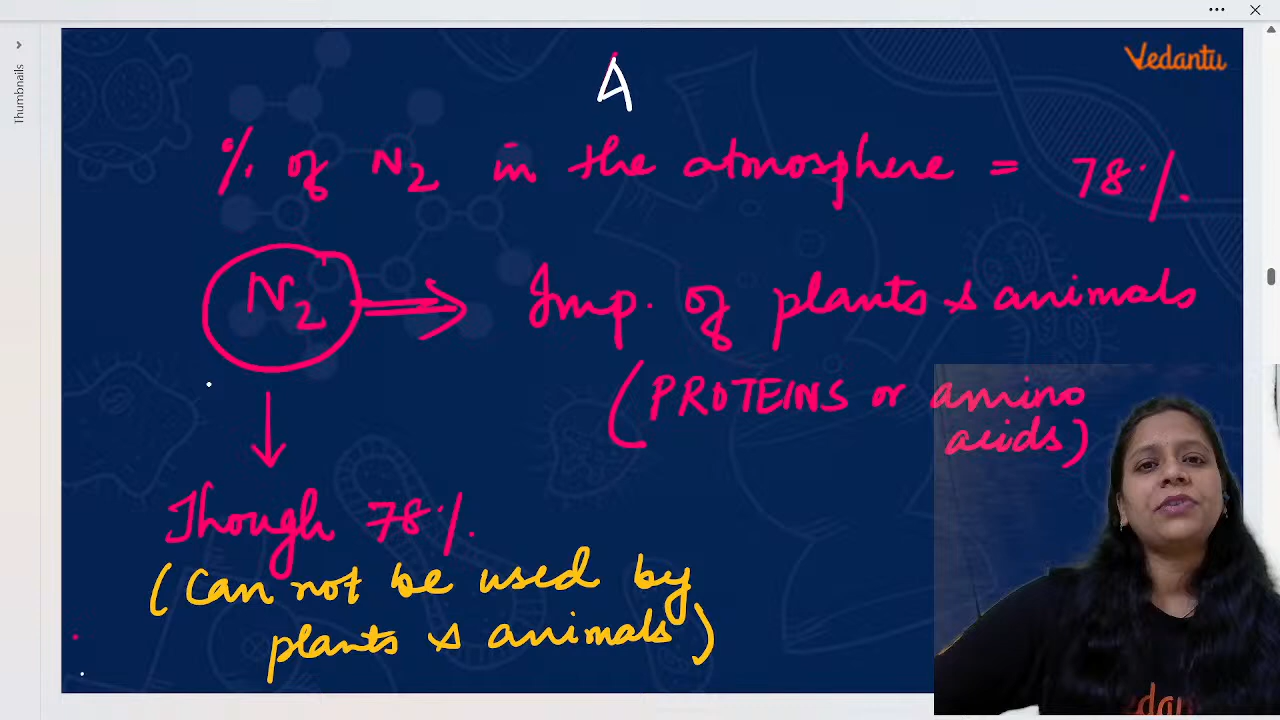 Thumbnails
Vedantu
A
% of N2 in the atmosphere = 78%.
N2
Imp. of plants & animals
(PROTEINS or amino
acids)
Though 78%.
(Can not be used by
plants & animals)